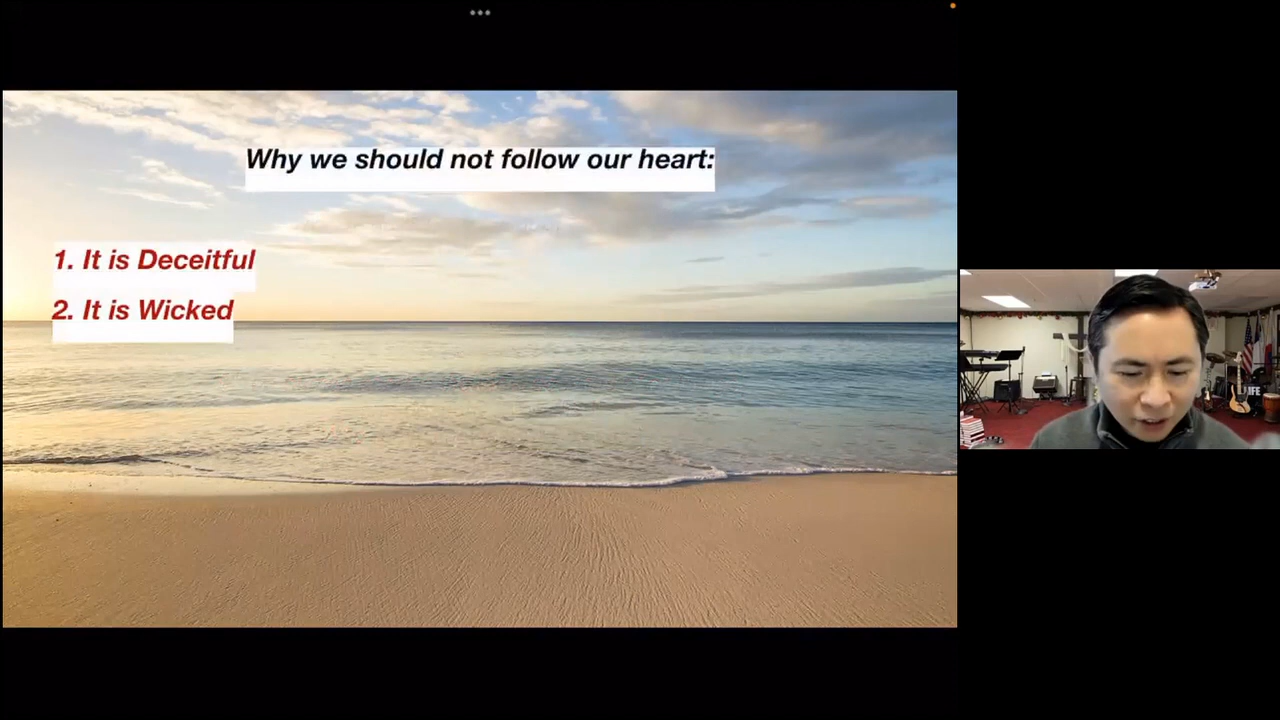 Why we should not follow our heart:
1. It is Deceitful
2. It is Wicked